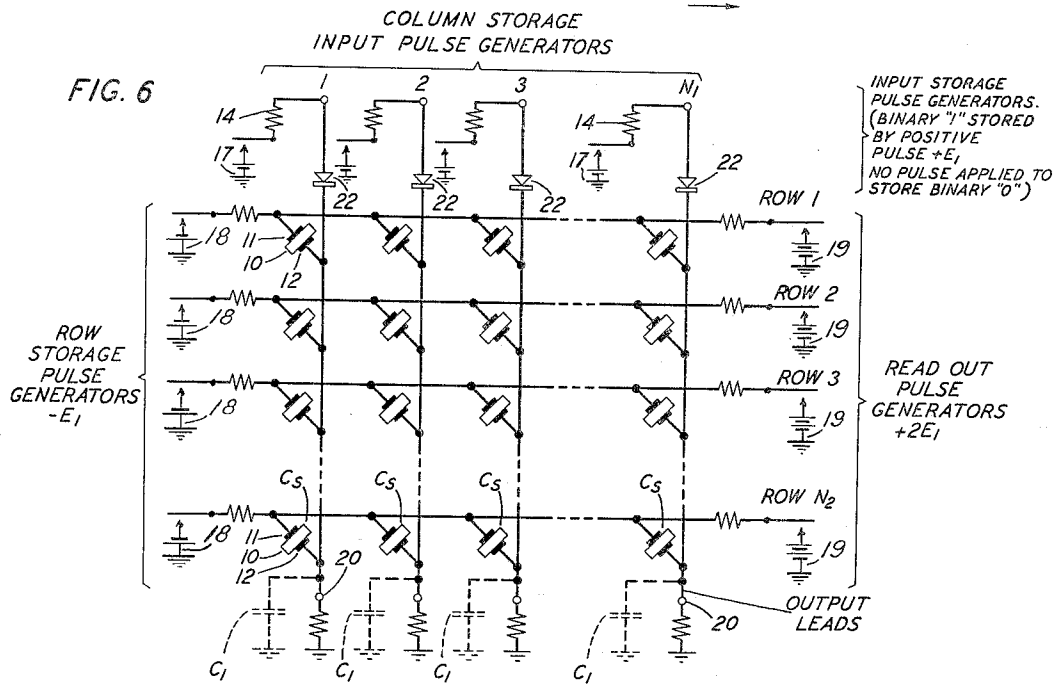 COLUMN STORAGE
INPUT PULSE GENERATORS
FIG. 6
1 2 3 N1
INPUT STORAGE
PULSE GENERATORS.
(BINARY "1" STORED
BY POSITIVE
PULSE +E1
NO PULSE APPLIED TO
STORE BINARY "0")
14 14
17 17
22 22 22 22
ROW 1
18 11 10 12 19
ROW 2
18 19
ROW
STORAGE
PULSE
GENERATORS
-E1
ROW 3
18 19
READ OUT
PULSE
GENERATORS
+2E1
CS CS CS CS
ROW N2
18 11 10 12 19
20 20
OUTPUT
LEADS
C1 C1 C1 C1